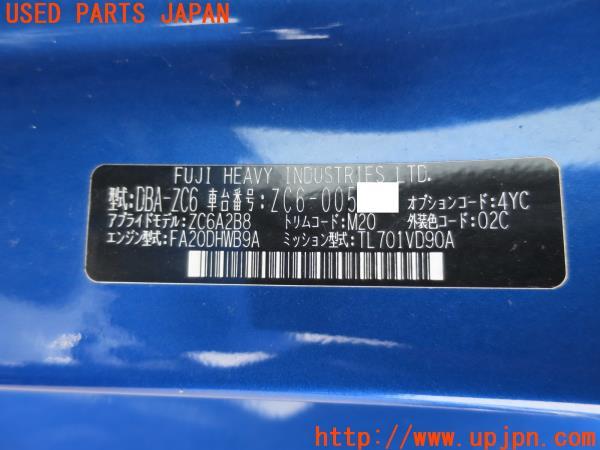 USED PARTS JAPAN
FUJI HEAVY INDUSTRIES LTD.
型式:DBA-ZC6 車台番号:ZC6-005 オプションコード:4YC
アプライドモデル:ZC6A2B8 トリムコード:M20 外装色コード:02C
エンジン型式:FA20DHWB9A ミッション型式:TL701VD90A
UPJ
http://www.upjpn.com/